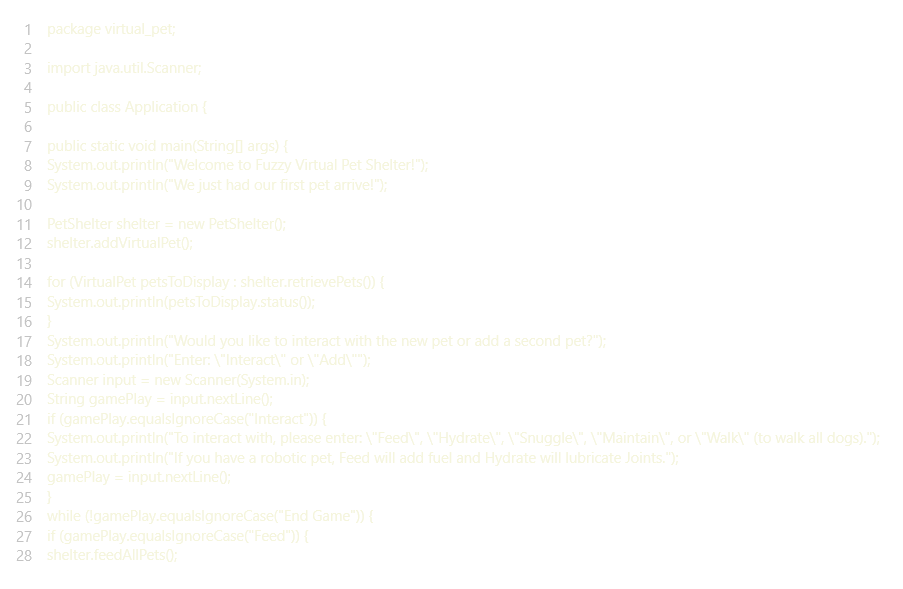 1 package virtual_pet;
2
3 import java.util.Scanner;
4
5 public class Application {
6
7 public static void main(String[] args) {
8 System.out.println("Welcome to Fuzzy Virtual Pet Shelter!");
9 System.out.println("We just had our first pet arrive!");
10
11 PetShelter shelter = new PetShelter();
12 shelter.addVirtualPet();
13
14 for (VirtualPet petsToDisplay : shelter.retrievePets()) {
15 System.out.println(petsToDisplay.status());
16 }
17 System.out.println("Would you like to interact with the new pet or add a second pet?");
18 System.out.println("Enter: \"Interact\" or \"Add\"");
19 Scanner input = new Scanner(System.in);
20 String gamePlay = input.nextLine();
21 if (gamePlay.equalsIgnoreCase("Interact")) {
22 System.out.println("To interact with, please enter: \"Feed\", \"Hydrate\", \"Snuggle\", \"Maintain\", or \"Walk\" (to walk all dogs).");
23 System.out.println("If you have a robotic pet, Feed will add fuel and Hydrate will lubricate Joints.");
24 gamePlay = input.nextLine();
25 }
26 while (!gamePlay.equalsIgnoreCase("End Game")) {
27 if (gamePlay.equalsIgnoreCase("Feed")) {
28 shelter.feedAllPets();